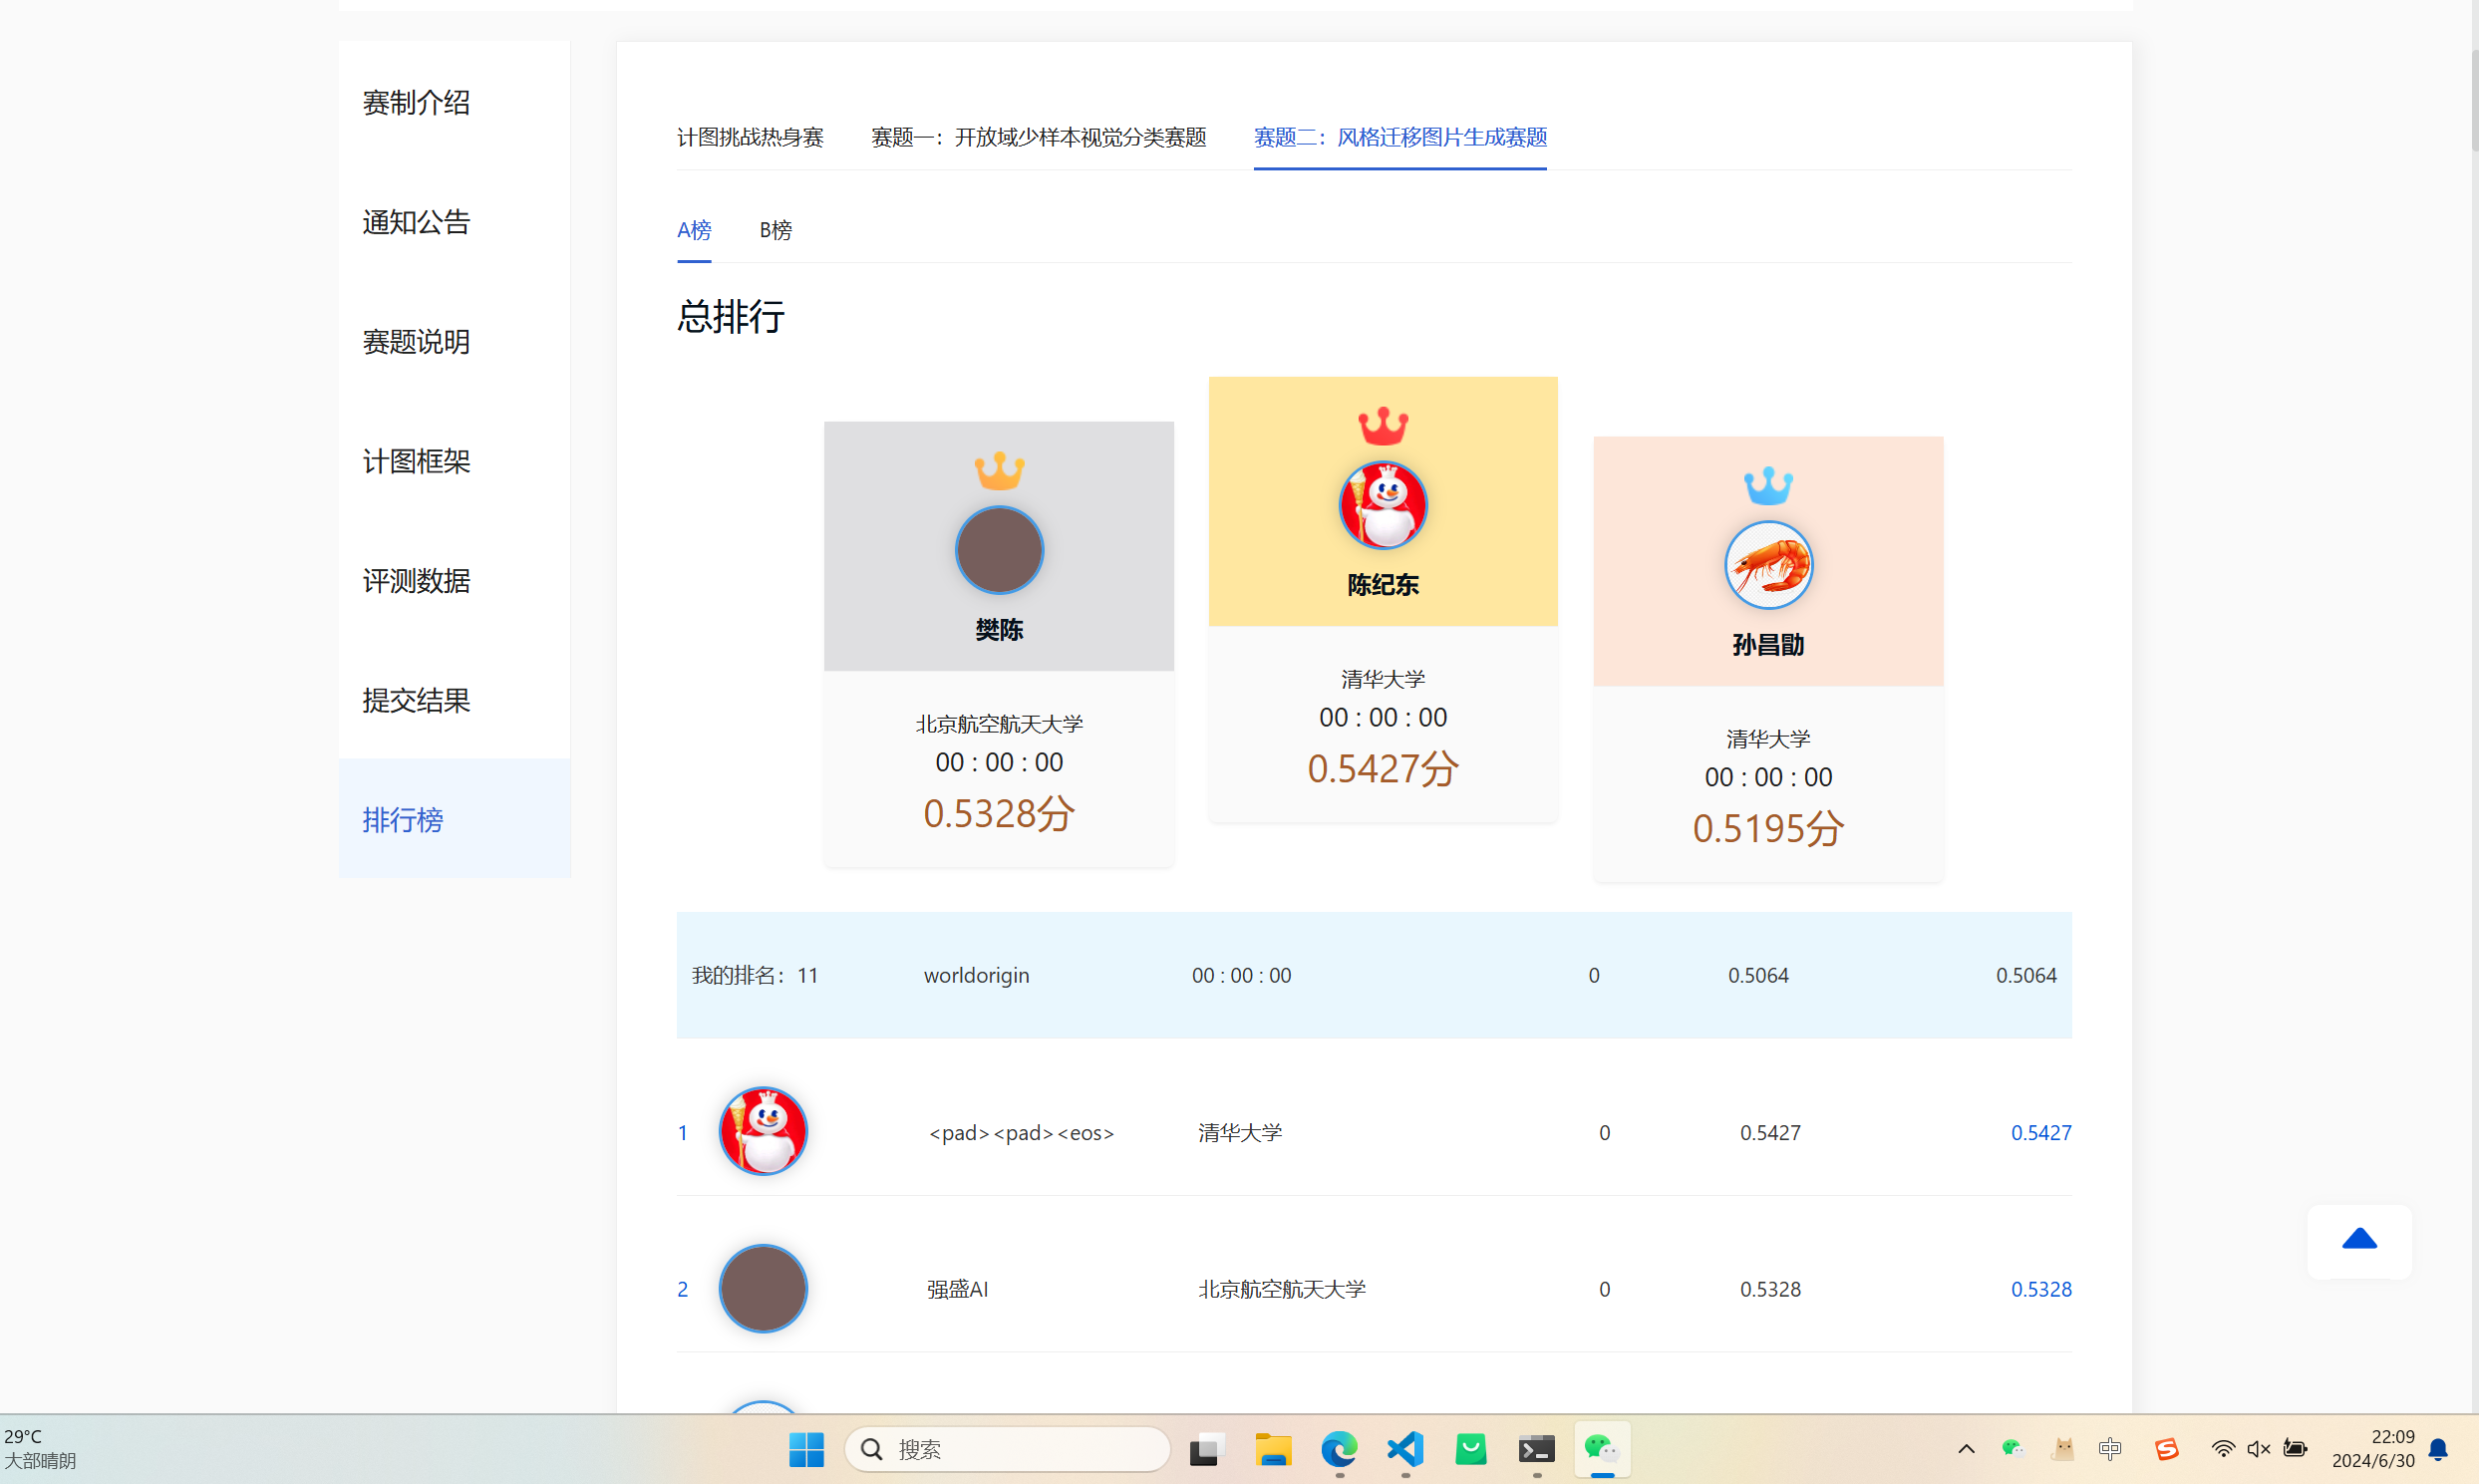 赛制介绍
通知公告
赛题说明
计图框架
评测数据
提交结果
排行榜
计图挑战热身赛 赛题一：开放域少样本视觉分类赛题 赛题二：风格迁移图片生成赛题
A榜 B榜
总排行
樊陈
北京航空航天大学
00 : 00 : 00
0.5328分
陈纪东
清华大学
00 : 00 : 00
0.5427分
孙昌勖
清华大学
00 : 00 : 00
0.5195分
我的排名：11 worldorigin 00 : 00 : 00 0 0.5064 0.5064
1 <pad><pad><eos> 清华大学 0 0.5427 0.5427
2 强盛AI 北京航空航天大学 0 0.5328 0.5328
29°C
大部晴朗
搜索
中
22:09
2024/6/30